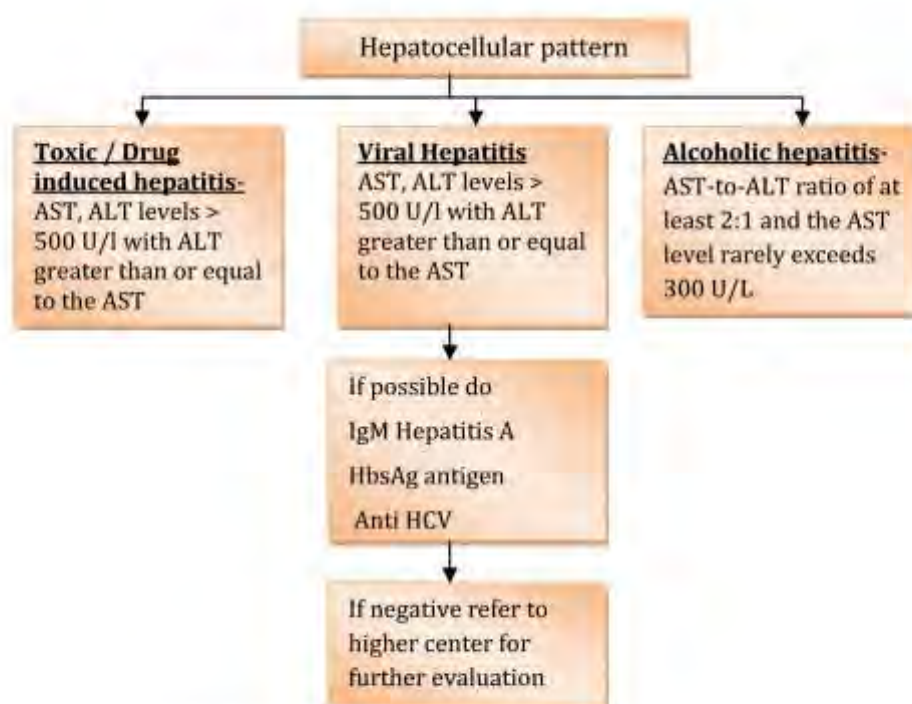 Hepatocellular pattern
Toxic / Drug
induced hepatitis-
AST, ALT levels >
500 U/l with ALT
greater than or equal
to the AST
Viral Hepatitis
AST, ALT levels >
500 U/l with ALT
greater than or equal
to the AST
Alcoholic hepatitis-
AST-to-ALT ratio of at
least 2:1 and the AST
level rarely exceeds
300 U/L
if possible do
IgM Hepatitis A
HbsAg antigen
Anti HCV
If negative refer to
higher center for
further evaluation